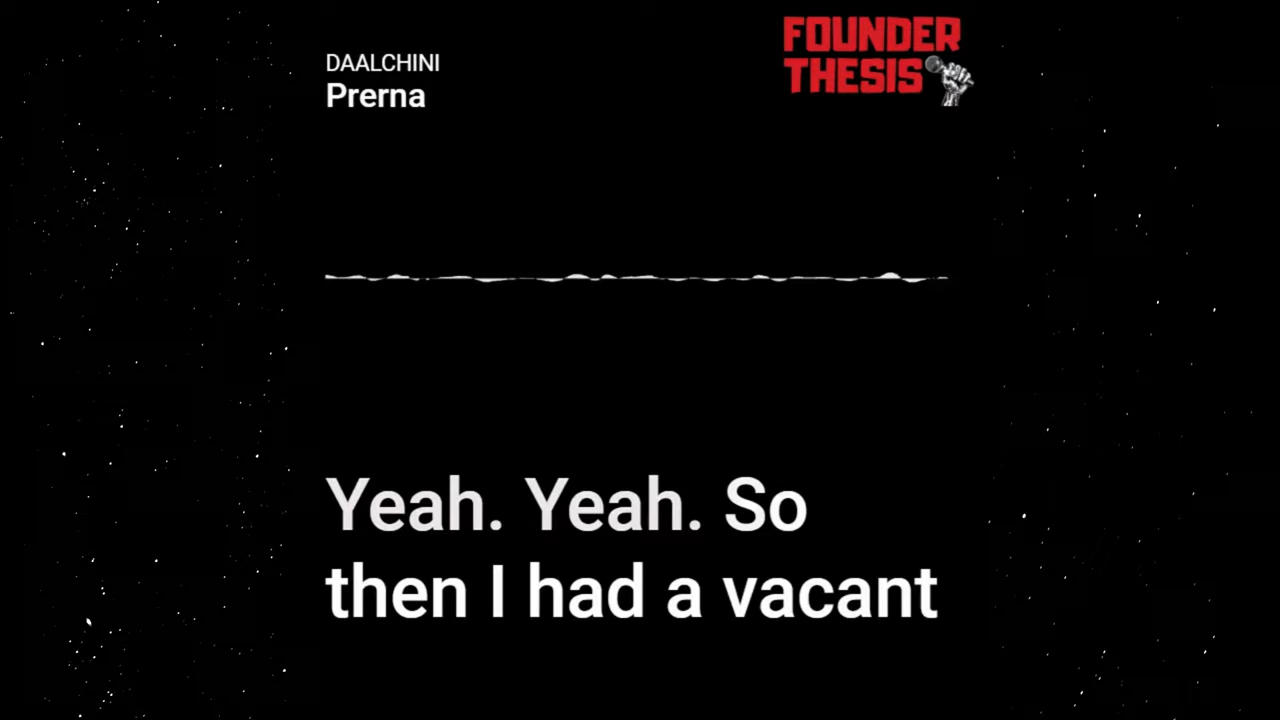 DAALCHINI
Prerna
FOUNDER
THESIS
Yeah. Yeah. So
then I had a vacant